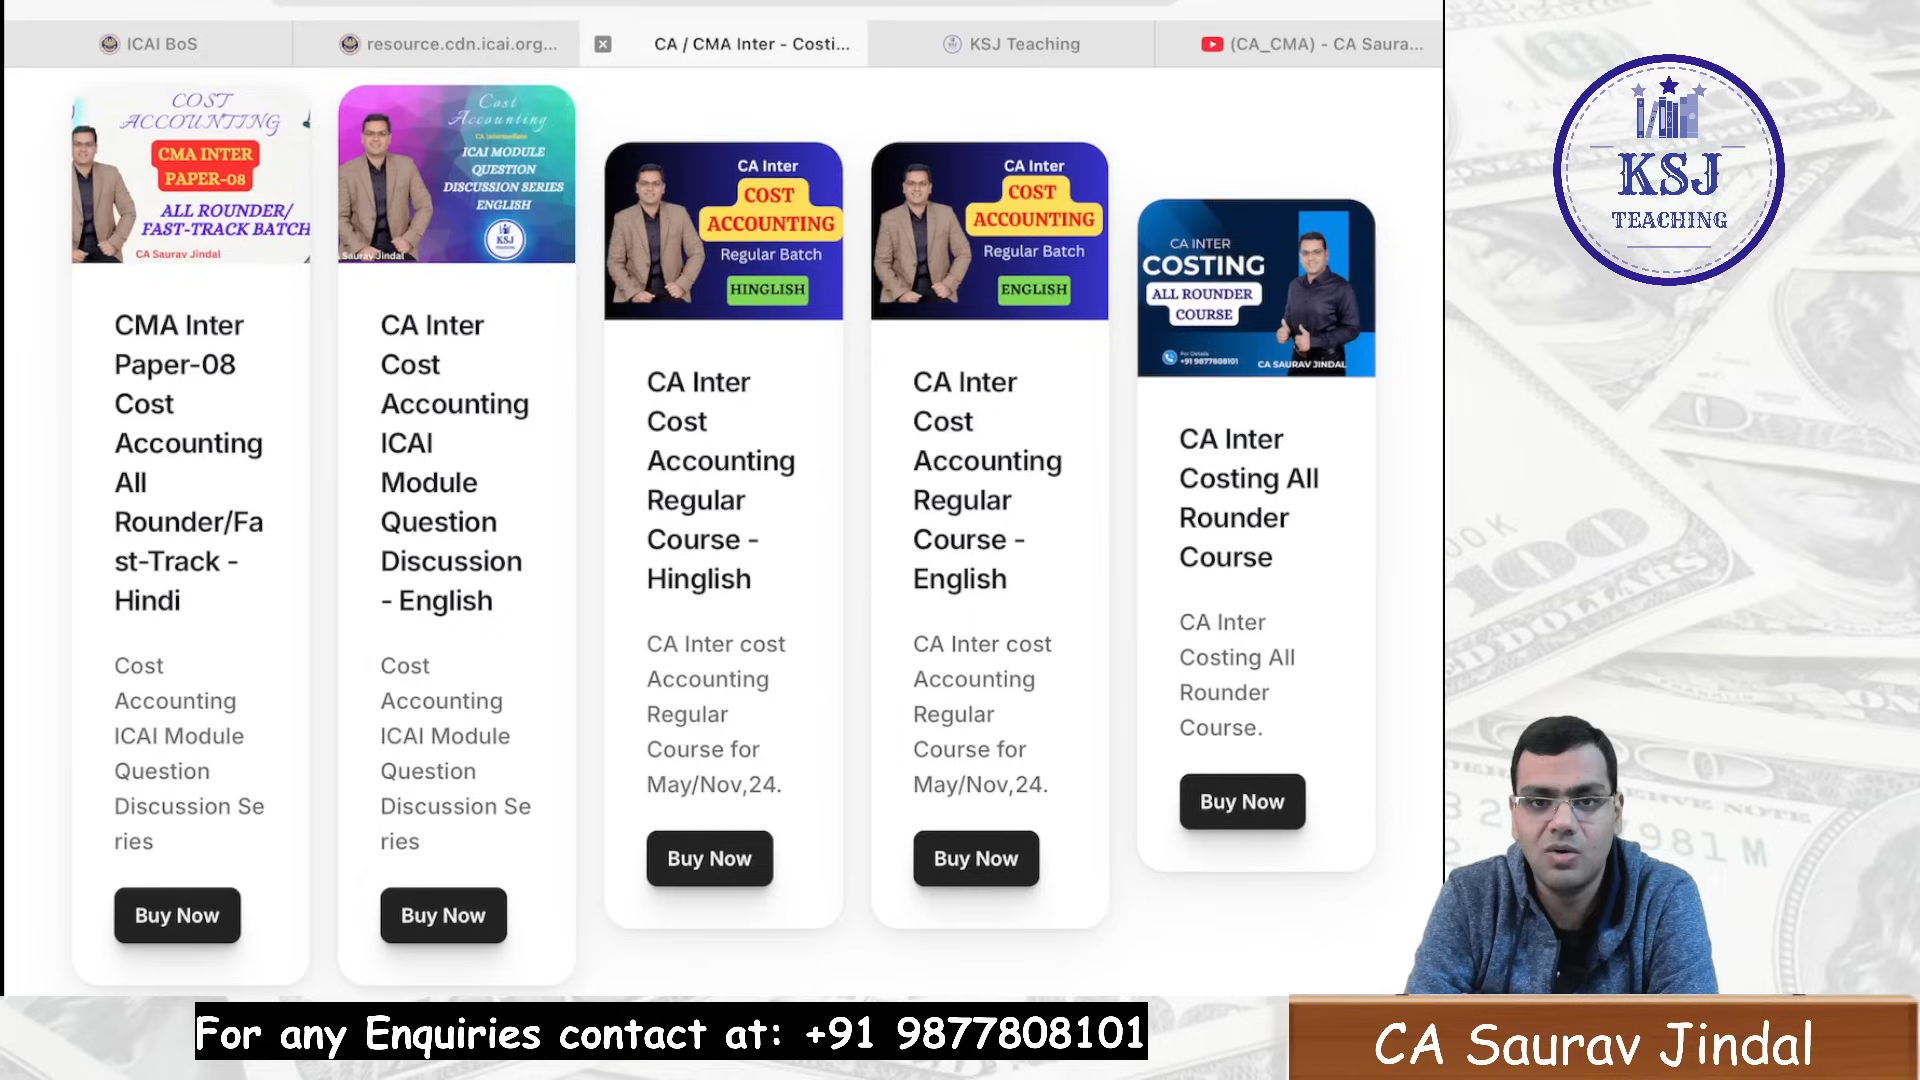 ICAI BoS
resource.cdn.icai.org...
CA / CMA Inter - Costi...
KSJ Teaching
(CA_CMA) - CA Saura...
COST
ACCOUNTING
CMA INTER
PAPER-08
ALL ROUNDER/
FAST-TRACK BATCH
CA Saurav Jindal
CMA Inter
Paper-08
Cost
Accounting
All
Rounder/Fa
st-Track -
Hindi
Cost
Accounting
ICAI Module
Question
Discussion Se
ries
Buy Now
Cost
Accounting
CA Intermediate
ICAI MODULE
QUESTION
DISCUSSION SERIES
ENGLISH
KSJ
Saurav Jindal
CA Inter
Cost
Accounting
ICAI
Module
Question
Discussion
- English
Cost
Accounting
ICAI Module
Question
Discussion Se
ries
Buy Now
CA Inter
COST
ACCOUNTING
Regular Batch
HINGLISH
CA Inter
Cost
Accounting
Regular
Course -
Hinglish
CA Inter cost
Accounting
Regular
Course for
May/Nov,24.
Buy Now
CA Inter
COST
ACCOUNTING
Regular Batch
ENGLISH
CA Inter
Cost
Accounting
Regular
Course -
English
CA Inter cost
Accounting
Regular
Course for
May/Nov,24.
Buy Now
CA INTER
COSTING
ALL ROUNDER
COURSE
For Details
+91 9877808101
CA SAURAV JINDAL
CA Inter
Costing All
Rounder
Course
CA Inter
Costing All
Rounder
Course.
Buy Now
KSJ
TEACHING
For any Enquiries contact at: +91 9877808101
CA Saurav Jindal